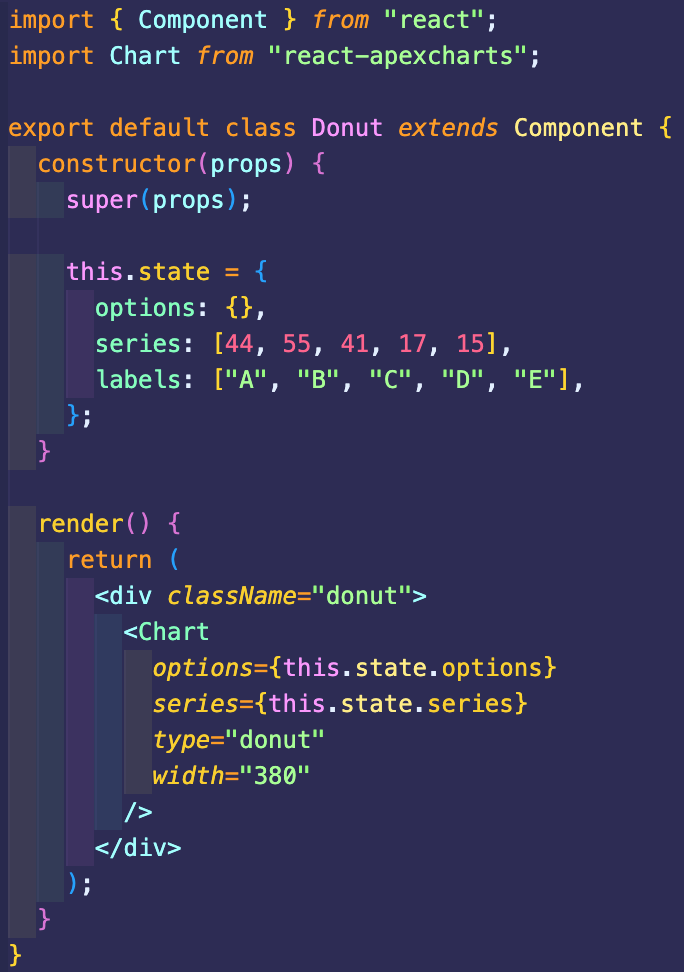 import { Component } from "react";
import Chart from "react-apexcharts";

export default class Donut extends Component {
  constructor(props) {
    super(props);

    this.state = {
      options: {},
      series: [44, 55, 41, 17, 15],
      labels: ["A", "B", "C", "D", "E"],
    };
  }

  render() {
    return (
      <div className="donut">
        <Chart
          options={this.state.options}
          series={this.state.series}
          type="donut"
          width="380"
        />
      </div>
    );
  }
}